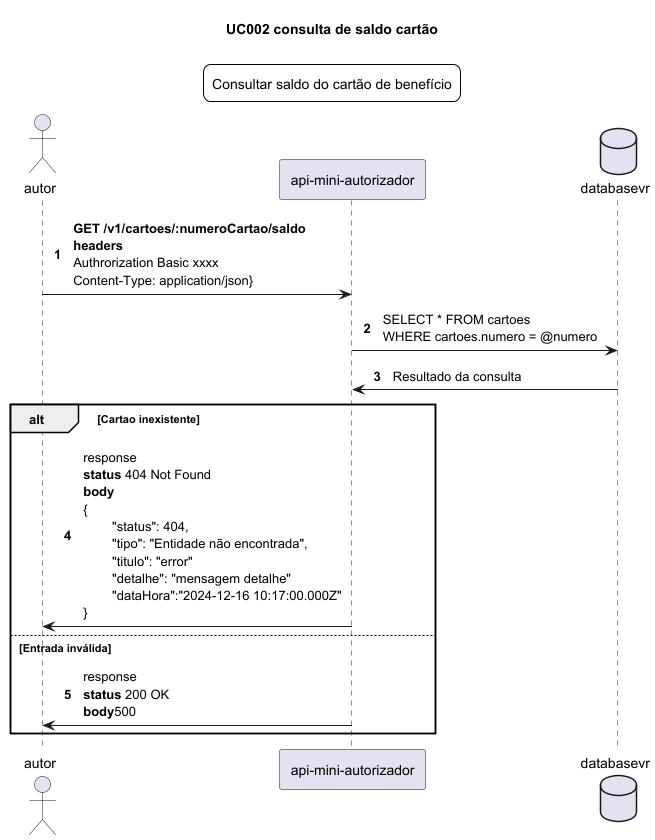 UC002 consulta de saldo cartão
Consultar saldo do cartão de benefício
autor
api-mini-autorizador
databasevr
1
GET /v1/cartoes/:numeroCartao/saldo
headers
Authrorization Basic xxxx
Content-Type: application/json}
2
SELECT * FROM cartoes
WHERE cartoes.numero = @numero
3 Resultado da consulta
alt [Cartao inexistente]
4
response
status 404 Not Found
body
{
"status": 404,
"tipo": "Entidade não encontrada",
"titulo": "error"
"detalhe": "mensagem detalhe"
"dataHora":"2024-12-16 10:17:00.000Z"
}
[Entrada inválida]
5
response
status 200 OK
body500
autor
api-mini-autorizador
databasevr